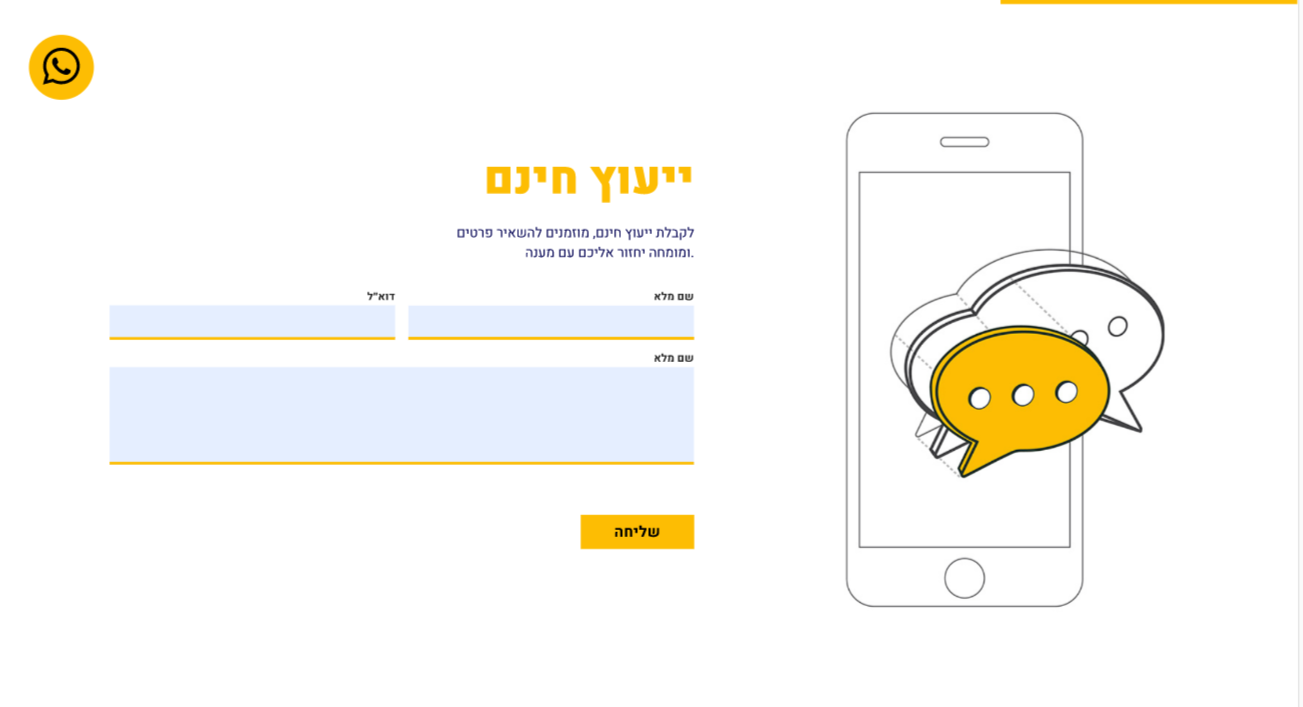 ייעוץ חינם
לקבלת ייעוץ חינם, מוזמנים להשאיר פרטים
ומומחה יחזור אליכם עם מענה.
שם מלא
דוא״ל
שם מלא
שליחה